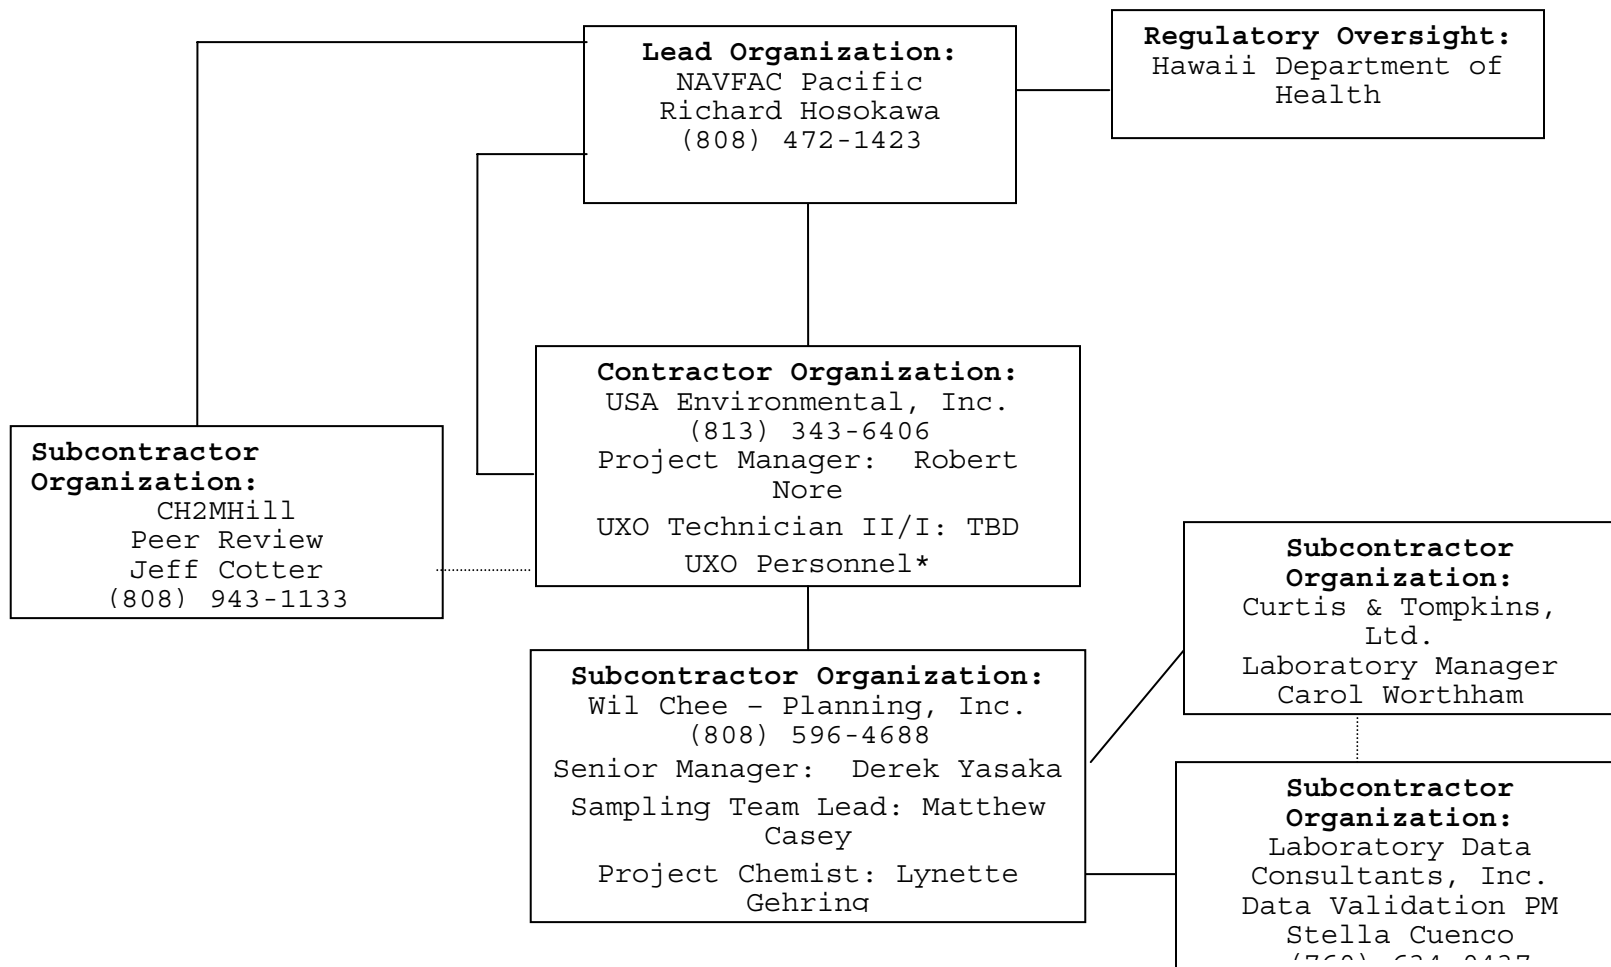 Lead Organization:
NAVFAC Pacific
Richard Hosokawa
(808) 472-1423
Regulatory Oversight:
Hawaii Department of
Health
Contractor Organization:
USA Environmental, Inc.
(813) 343-6406
Project Manager:  Robert
Nore
UXO Technician II/I: TBD
UXO Personnel*
Subcontractor
Organization:
CH2MHill
Peer Review
Jeff Cotter
(808) 943-1133
Subcontractor
Organization:
Curtis & Tompkins,
Ltd.
Laboratory Manager
Carol Worthham
Subcontractor Organization:
Wil Chee – Planning, Inc.
(808) 596-4688
Senior Manager:  Derek Yasaka
Sampling Team Lead: Matthew
Casey
Project Chemist: Lynette
Gehring
Subcontractor
Organization:
Laboratory Data
Consultants, Inc.
Data Validation PM
Stella Cuenco